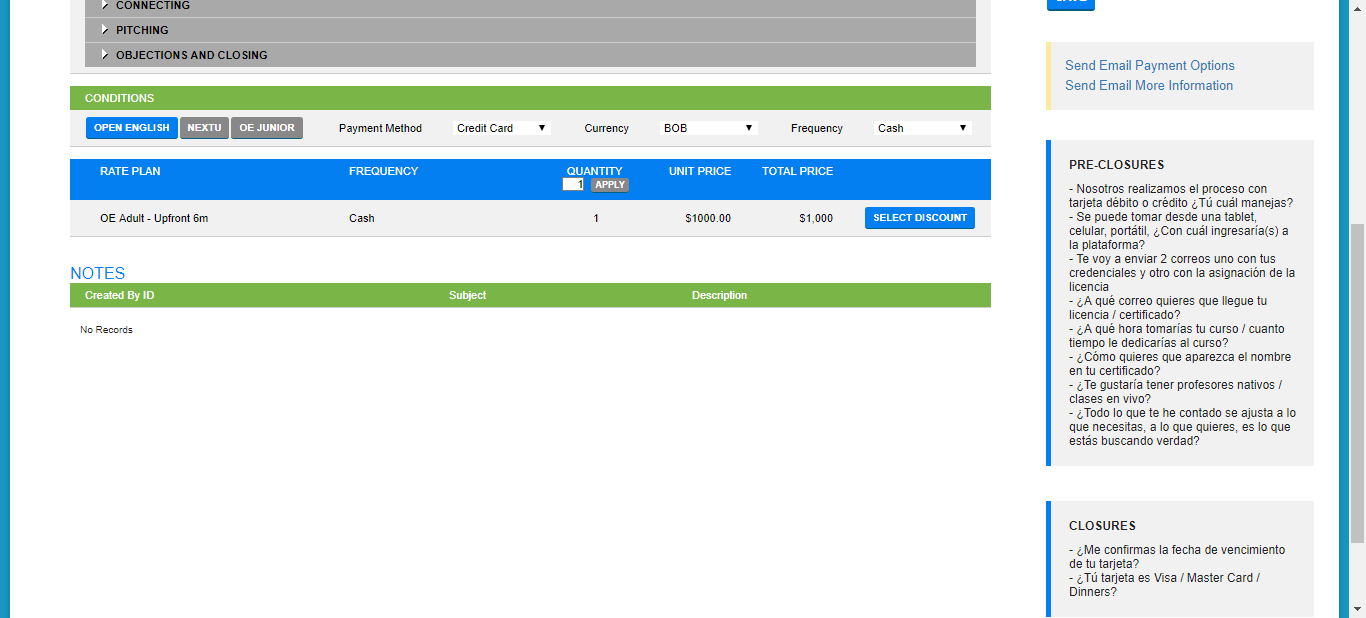 CONNECTING
PITCHING
OBJECTIONS AND CLOSING
CONDITIONS
OPEN ENGLISH NEXTU OE JUNIOR Payment Method Credit Card Currency BOB Frequency Cash
RATE PLAN FREQUENCY QUANTITY UNIT PRICE TOTAL PRICE
1 APPLY
OE Adult - Upfront 6m Cash 1 $1000.00 $1,000 SELECT DISCOUNT
NOTES
Created By ID Subject Description
No Records
Send Email Payment Options
Send Email More Information
PRE-CLOSURES
- Nosotros realizamos el proceso con
tarjeta débito o crédito ¿Tú cuál manejas?
- Se puede tomar desde una tablet,
celular, portátil, ¿Con cuál ingresaría(s) a
la plataforma?
- Te voy a enviar 2 correos uno con tus
credenciales y otro con la asignación de la
licencia
- ¿A qué correo quieres que llegue tu
licencia / certificado?
- ¿A qué hora tomarías tu curso / cuanto
tiempo le dedicarías al curso?
- ¿Cómo quieres que aparezca el nombre
en tu certificado?
- ¿Te gustaría tener profesores nativos /
clases en vivo?
- ¿Todo lo que te he contado se ajusta a lo
que necesitas, a lo que quieres, es lo que
estás buscando verdad?
CLOSURES
- ¿Me confirmas la fecha de vencimiento
de tu tarjeta?
- ¿Tú tarjeta es Visa / Master Card /
Dinners?